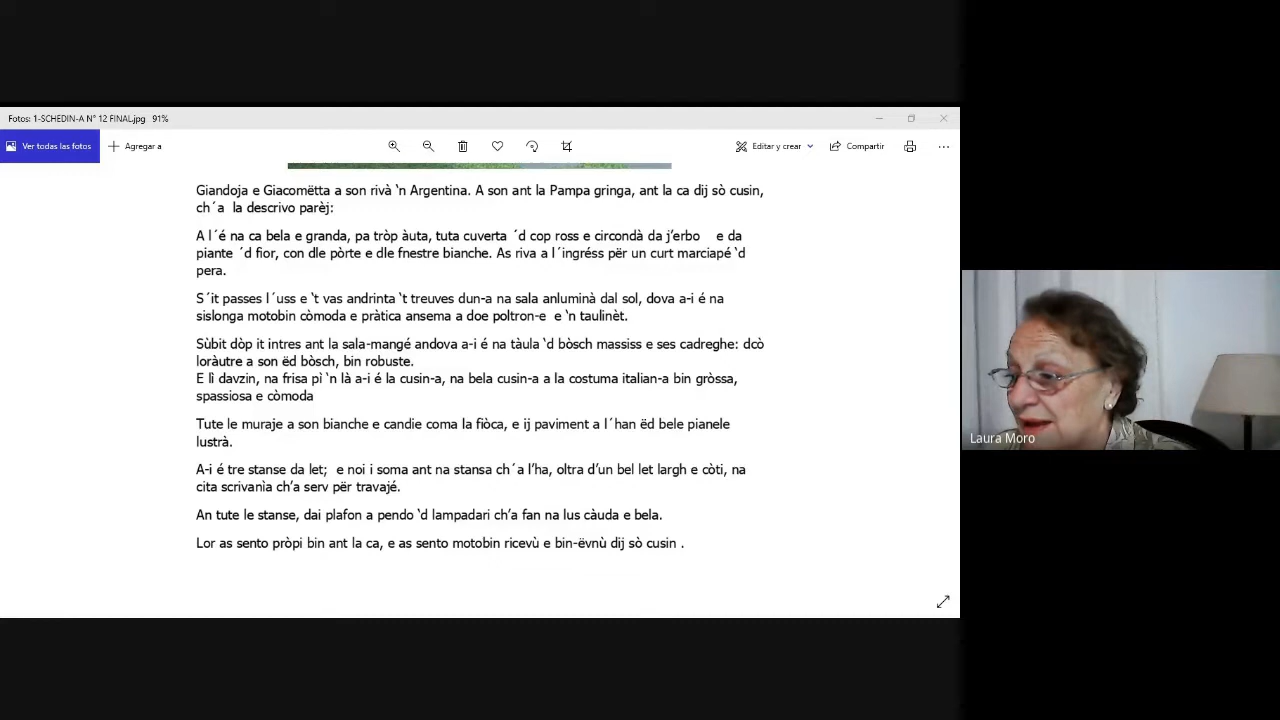 Fotos: 1-SCHEDIN-A N° 12 FINAL.jpg 91%
Ver todas las fotos
Agregar a
Editar y crear
Compartir
Giandoja e Giacomëtta a son rivà ‘n Argentina. A son ant la Pampa gringa, ant la ca dij sò cusin,
ch´a la descrivo parèj:
A l´é na ca bela e granda, pa tròp àuta, tuta cuverta ´d cop ross e circondà da j’erbo e da
piante ´d fior, con dle pòrte e dle fnestre bianche. As riva a l´ingréss për un curt marciapé ‘d
pera.
S´it passes l´uss e ‘t vas andrinta ‘t treuves dun-a na sala anluminà dal sol, dova a-i é na
sislonga motobin còmoda e pràtica ansema a doe poltron-e e ‘n taulinèt.
Sùbit dòp it intres ant la sala-mangé andova a-i é na tàula ‘d bòsch massiss e ses cadreghe: dcò
loràutre a son ëd bòsch, bin robuste.
E lì davzin, na frisa pì ‘n là a-i é la cusin-a, na bela cusin-a a la costuma italian-a bin gròssa,
spassiosa e còmoda
Tute le muraje a son bianche e candie coma la fiòca, e ij paviment a l´han ëd bele pianele
lustrà.
A-i é tre stanse da let; e noi i soma ant na stansa ch´a l’ha, oltra d’un bel let largh e còti, na
cita scrivanìa ch’a serv për travajé.
An tute le stanse, dai plafon a pendo ‘d lampadari ch’a fan na lus càuda e bela.
Lor as sento pròpi bin ant la ca, e as sento motobin ricevù e bin-ëvnù dij sò cusin .
Laura Moro